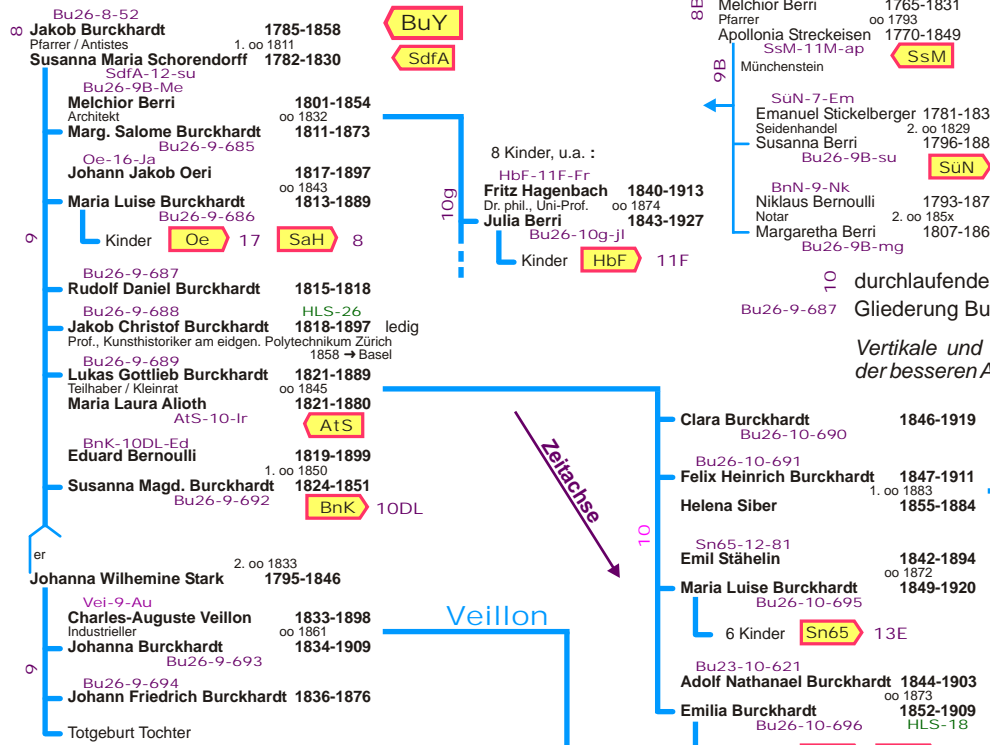 Bu26-8-52
8
Jakob Burckhardt 1785-1858
Pfarrer / Antistes 1. oo 1811
Susanna Maria Schorendorff 1782-1830
SdfA-12-su
BuY
SdfA
Bu26-9B-Me
Melchior Berri 1801-1854
Architekt oo 1832
Marg. Salome Burckhardt 1811-1873
Bu26-9-685
Oe-16-Ja
Johann Jakob Oeri 1817-1897
oo 1843
Maria Luise Burckhardt 1813-1889
Bu26-9-686
9
Kinder Oe 17 SaH 8
Bu26-9-687
Rudolf Daniel Burckhardt 1815-1818
Bu26-9-688 HLS-26
Jakob Christof Burckhardt 1818-1897 ledig
Prof., Kunsthistoriker am eidgen. Polytechnikum Zürich
1858 ➔ Basel
Bu26-9-689
Lukas Gottlieb Burckhardt 1821-1889
Teilhaber / Kleinrat oo 1845
Maria Laura Alioth 1821-1880
AtS-10-Ir
AtS
BnK-10DL-Ed
Eduard Bernoulli 1819-1899
1. oo 1850
Susanna Magd. Burckhardt 1824-1851
Bu26-9-692
BnK 10DL
er
2. oo 1833
Johanna Wilhemine Stark 1795-1846
Vei-9-Au
Charles-Auguste Veillon 1833-1898
Industrieller oo 1861
Johanna Burckhardt 1834-1909
Bu26-9-693
9
Bu26-9-694
Johann Friedrich Burckhardt 1836-1876
Totgeburt Tochter
Veillon
Zeitachse
10g
8 Kinder, u.a. :
HbF-11F-Fr
Fritz Hagenbach 1840-1913
Dr. phil., Uni-Prof. oo 1874
Julia Berri 1843-1927
Bu26-10g-jl
Kinder HbF 11F
8B
Melchior Berri 1765-1831
Pfarrer oo 1793
Apollonia Streckeisen 1770-1849
SsM-11M-ap
SsM
9B
Münchenstein
SüN-7-Em
Emanuel Stickelberger 1781-183
Seidenhandel 2. oo 1829
Susanna Berri 1796-188
Bu26-9B-su
SüN
BnN-9-Nk
Niklaus Bernoulli 1793-187
Notar 2. oo 185x
Margaretha Berri 1807-186
Bu26-9B-mg
10 durchlaufende
Bu26-9-687 Gliederung Bu
Vertikale und
der besseren A
Clara Burckhardt 1846-1919
Bu26-10-690
Bu26-10-691
Felix Heinrich Burckhardt 1847-1911
1. oo 1883
Helena Siber 1855-1884
10
Sn65-12-81
Emil Stähelin 1842-1894
oo 1872
Maria Luise Burckhardt 1849-1920
Bu26-10-695
6 Kinder Sn65 13E
Bu23-10-621
Adolf Nathanael Burckhardt 1844-1903
oo 1873
Emilia Burckhardt 1852-1909
Bu26-10-696 HLS-18